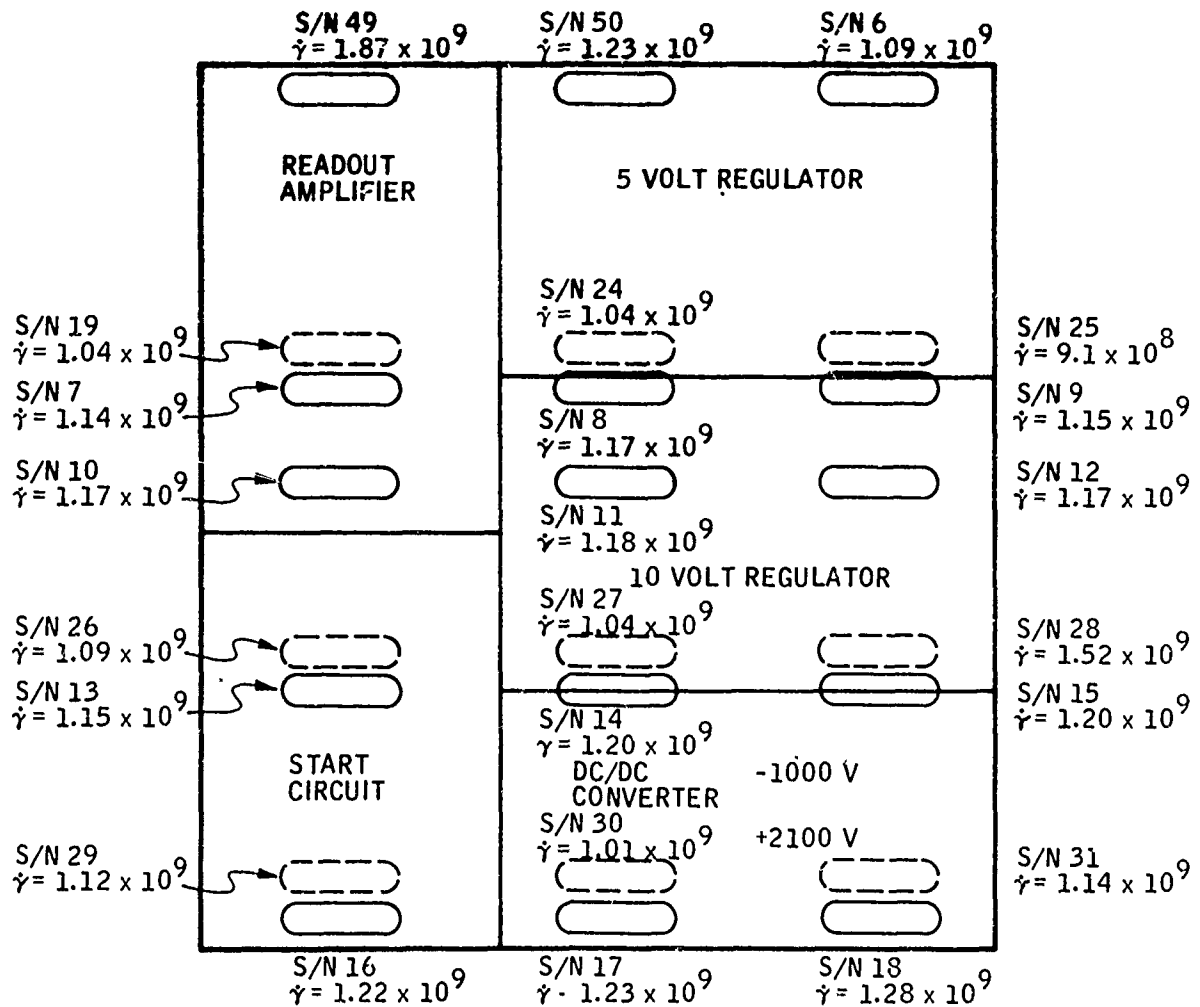 S/N 49
γ̇ = 1.87 x 10⁹
S/N 50
γ̇ = 1.23 x 10⁹
S/N 6
γ̇ = 1.09 x 10⁹
READOUT
AMPLIFIER
5 VOLT REGULATOR
S/N 19
γ̇ = 1.04 x 10⁹
S/N 24
γ̇ = 1.04 x 10⁹
S/N 25
γ̇ = 9.1 x 10⁸
S/N 7
γ̇ = 1.14 x 10⁹
S/N 8
γ̇ = 1.17 x 10⁹
S/N 9
γ̇ = 1.15 x 10⁹
S/N 10
γ̇ = 1.17 x 10⁹
S/N 11
γ̇ = 1.18 x 10⁹
S/N 12
γ̇ = 1.17 x 10⁹
10 VOLT REGULATOR
S/N 26
γ̇ = 1.09 x 10⁹
S/N 27
γ̇ = 1.04 x 10⁹
S/N 28
γ̇ = 1.52 x 10⁹
S/N 13
γ̇ = 1.15 x 10⁹
S/N 14
γ = 1.20 x 10⁹
S/N 15
γ̇ = 1.20 x 10⁹
START
CIRCUIT
DC/DC
CONVERTER
-1000 V
+2100 V
S/N 29
γ̇ = 1.12 x 10⁹
S/N 30
γ̇ = 1.01 x 10⁹
S/N 31
γ̇ = 1.14 x 10⁹
S/N 16
γ̇ = 1.22 x 10⁹
S/N 17
γ̇ - 1.23 x 10⁹
S/N 18
γ̇ = 1.28 x 10⁹